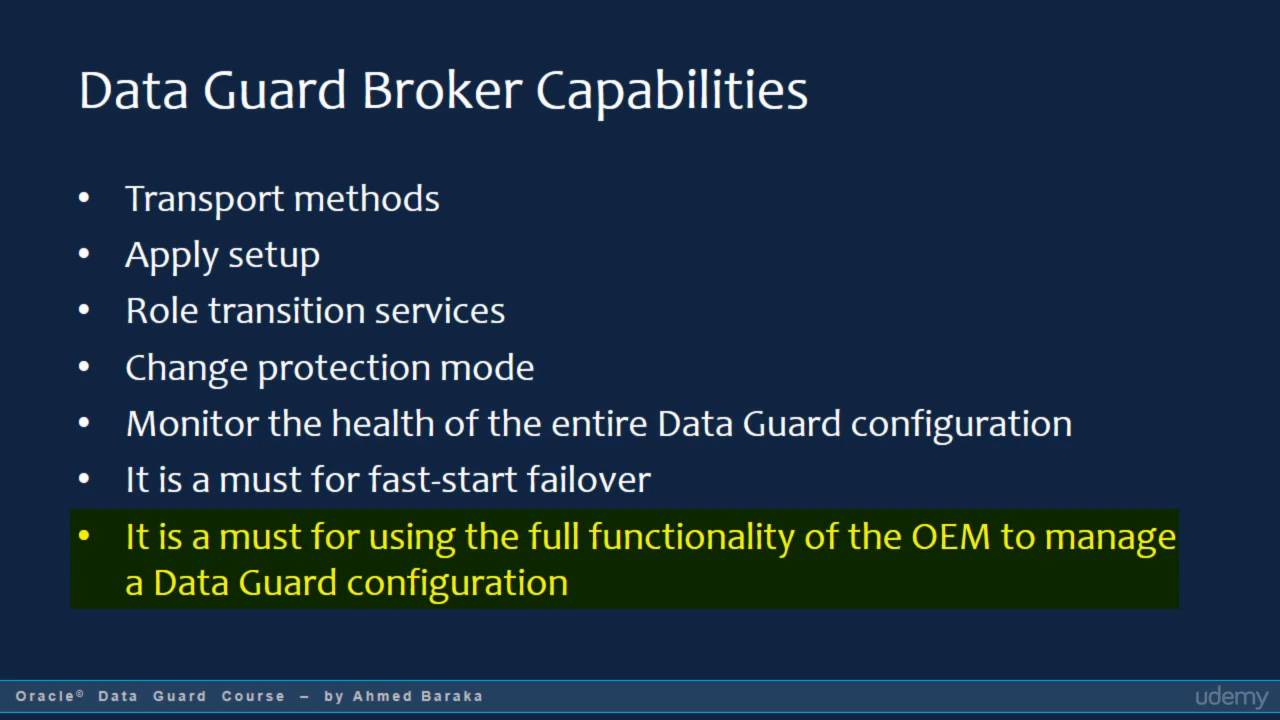 Data Guard Broker Capabilities
• Transport methods
• Apply setup
• Role transition services
• Change protection mode
• Monitor the health of the entire Data Guard configuration
• It is a must for fast-start failover
• It is a must for using the full functionality of the OEM to manage
a Data Guard configuration
Oracle© Data Guard Course – by Ahmed Baraka
udemy